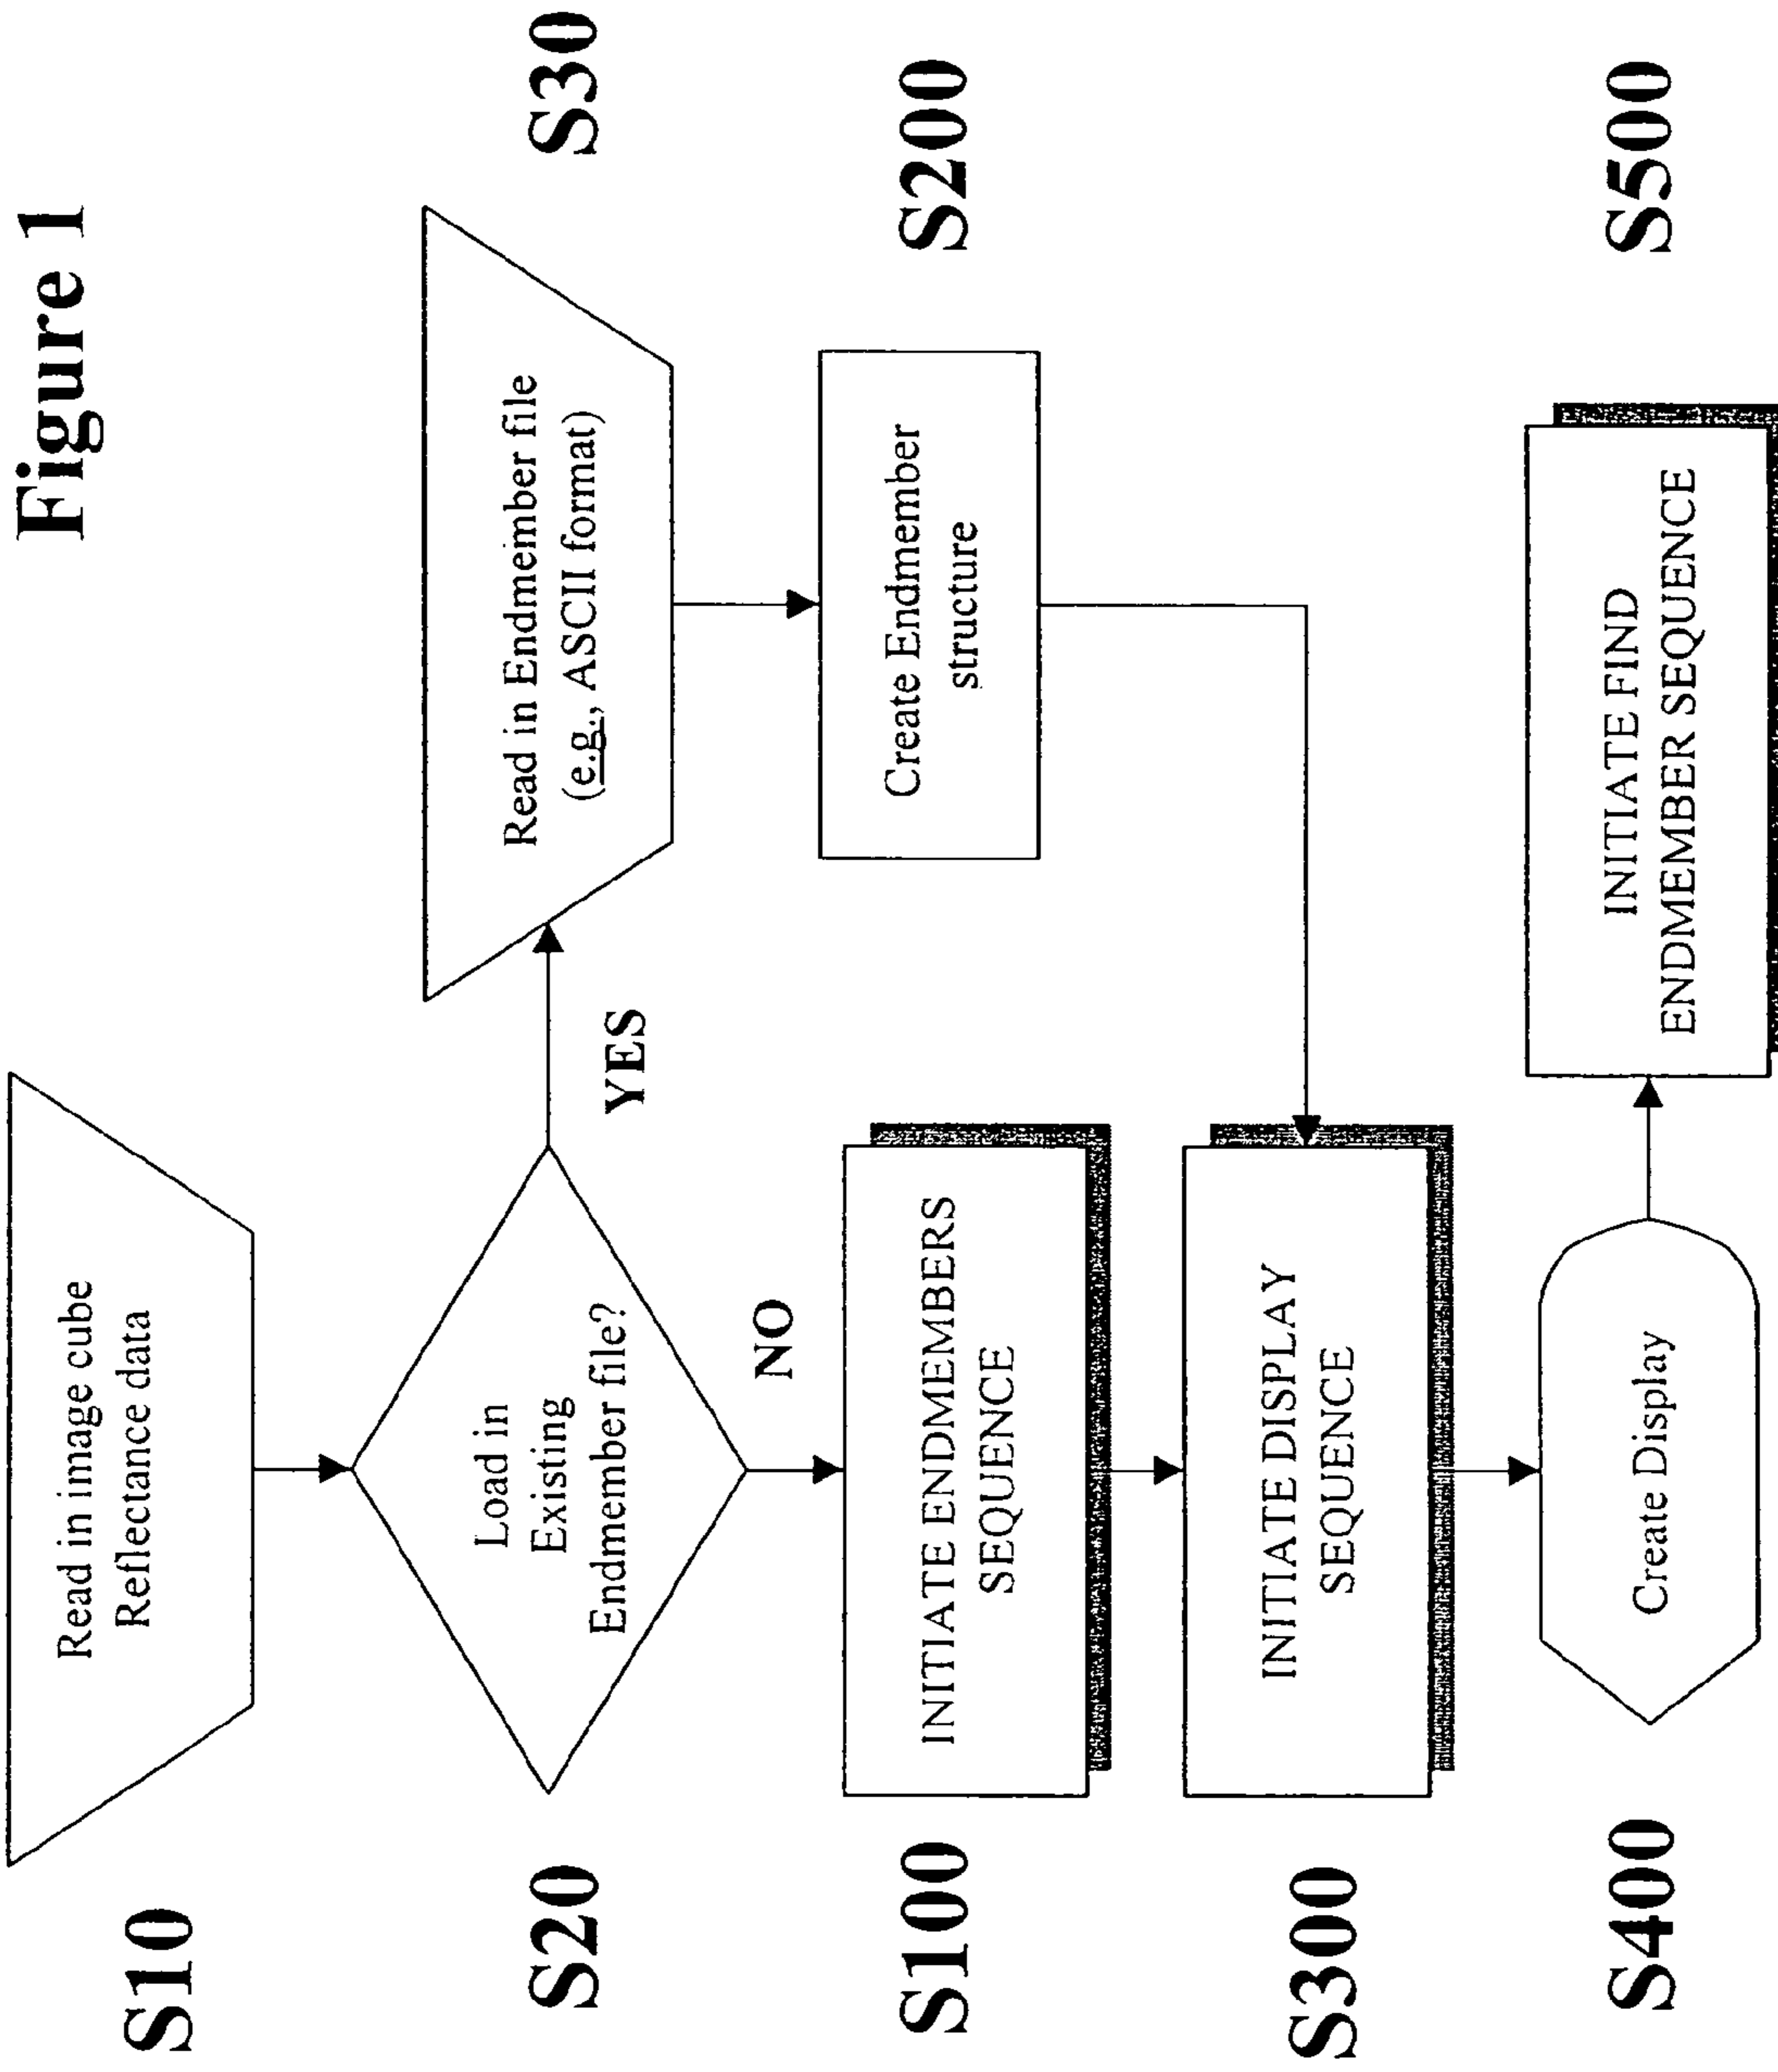 Figure 1
S10
Read in image cube
Reflectance data
S20
Load in
Existing
Endmember file?
YES
Read in Endmember file
(e.g., ASCII format)
S30
NO
S100
INITIATE ENDMEMBERS
SEQUENCE
Create Endmember
structure
S200
S300
INITIATE DISPLAY
SEQUENCE
S400
Create Display
INITIATE FIND
ENDMEMBER SEQUENCE
S500